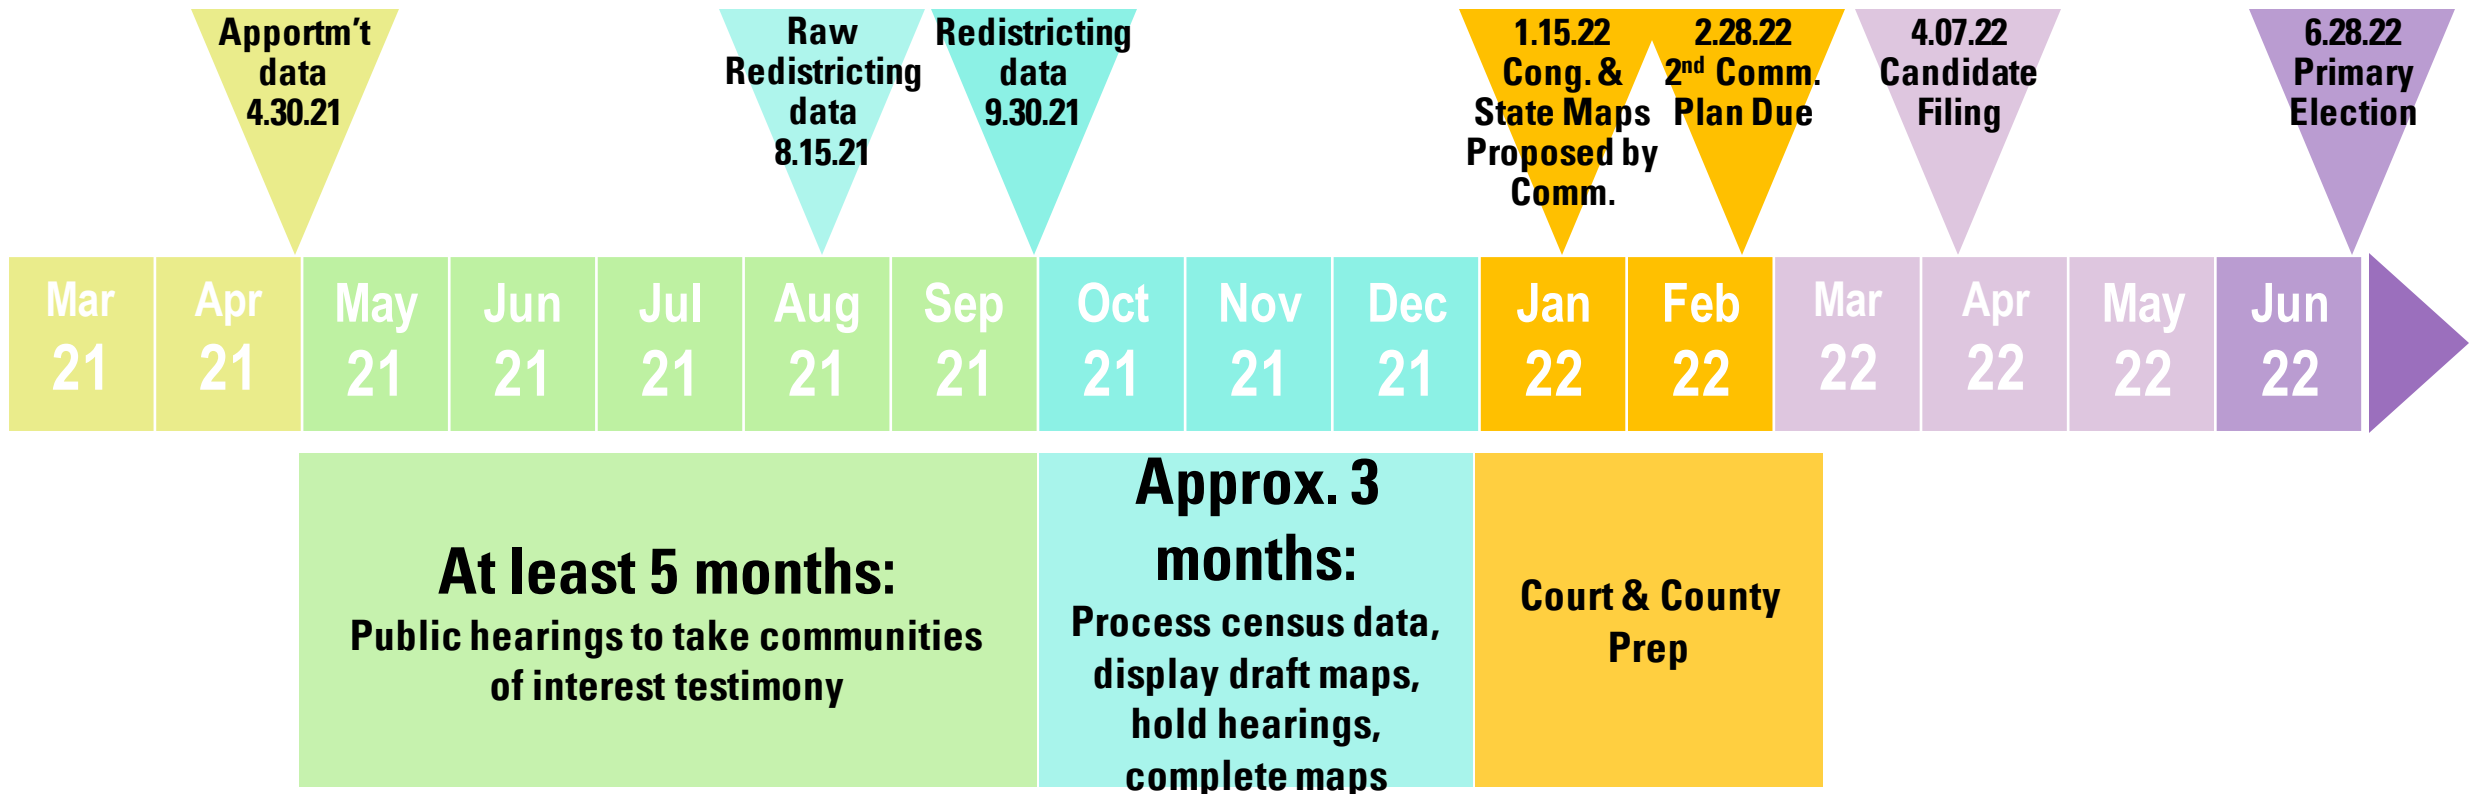 Apportm’t
data
4.30.21
Raw
Redistricting
data
8.15.21
Redistricting
data
9.30.21
1.15.22
Cong. &
State Maps
Proposed by
Comm.
2.28.22
2nd Comm.
Plan Due
4.07.22
Candidate
Filing
6.28.22
Primary
Election
Mar
21
Apr
21
May
21
Jun
21
Jul
21
Aug
21
Sep
21
Oct
21
Nov
21
Dec
21
Jan
22
Feb
22
Mar
22
Apr
22
May
22
Jun
22
At least 5 months:
Public hearings to take communities
of interest testimony
Approx. 3
months:
Process census data,
display draft maps,
hold hearings,
complete maps
Court & County
Prep